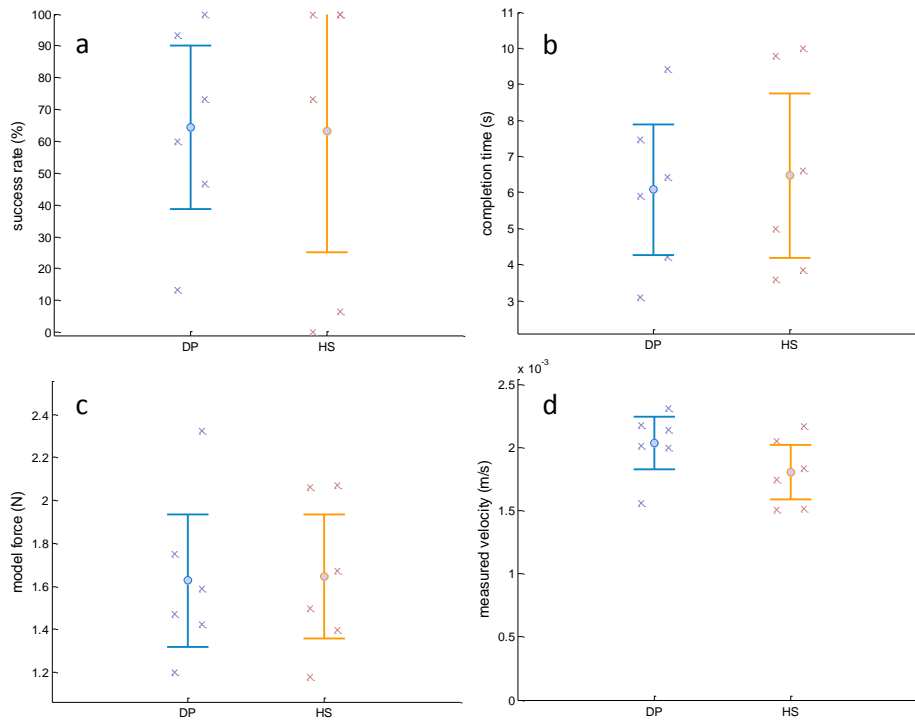 a
success rate (%)
100
90
80
70
60
50
40
30
20
10
0
DP
HS
b
completion time (s)
10
9
8
7
6
5
4
3
DP
HS
c
model force (N)
2.4
2.2
2
1.8
1.6
1.4
1.2
DP
HS
d
x 10⁻³
measured velocity (m/s)
2.5
2
1.5
1
0.5
0
DP
HS